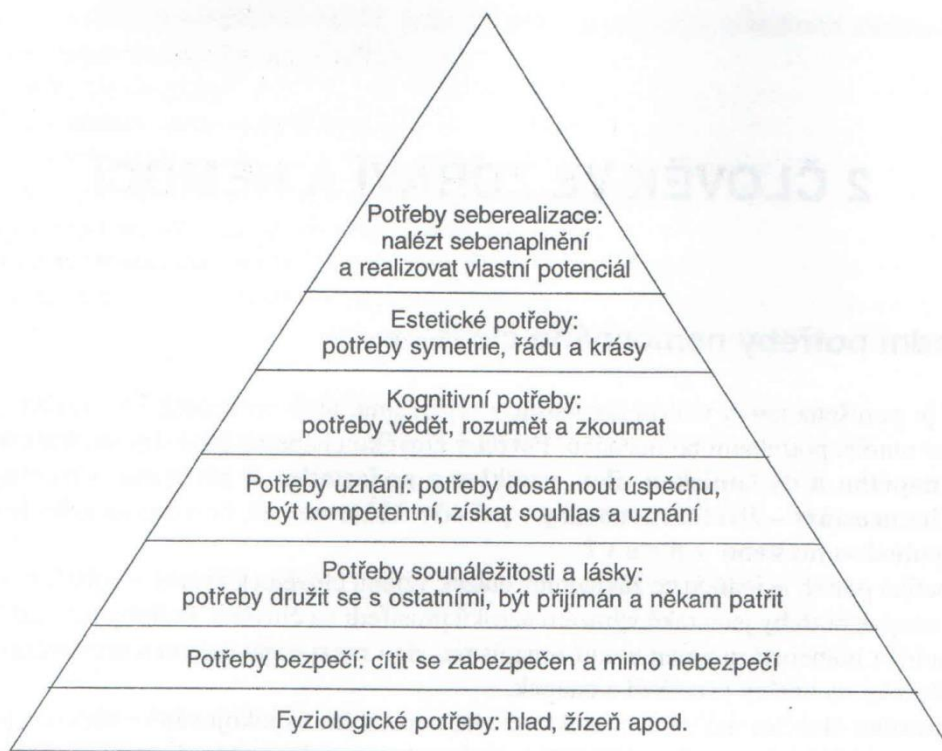 Potřeby seberealizace:
nalézt sebenaplnění
a realizovat vlastní potenciál
Estetické potřeby:
potřeby symetrie, řádu a krásy
Kognitivní potřeby:
potřeby vědět, rozumět a zkoumat
Potřeby uznání potřeby dosáhnout úspěchu,
být kompetentní, získat souhlas a uznání
Potřeby sounáležitosti a lásky:
potřeby družit se s ostatními, být přijímán a někam patřit
Potřeby bezpečí: cítit se zabezpečen a mimo nebezpečí
Fyziologické potřeby: hlad, žízeň apod.